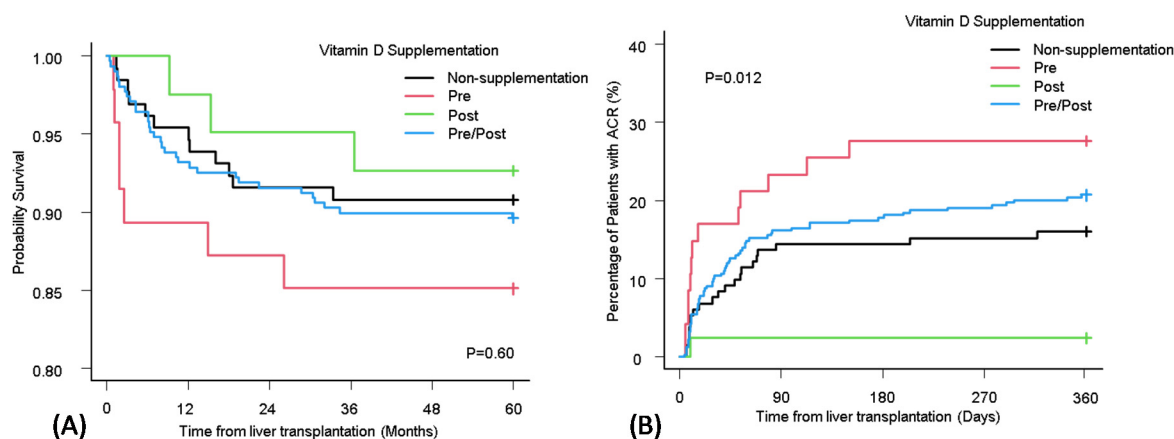 Vitamin D Supplementation
Non-supplementation
Pre
Post
Pre/Post
1.00
0.95
0.90
0.85
0.80
Probability Survival
P=0.60
0 12 24 36 48 60
Time from liver transplantation (Months)
(A)
Vitamin D Supplementation
Non-supplementation
Pre
Post
Pre/Post
P=0.012
40
30
20
10
0
Percentage of Patients with ACR (%)
0 90 180 270 360
Time from liver transplantation (Days)
(B)